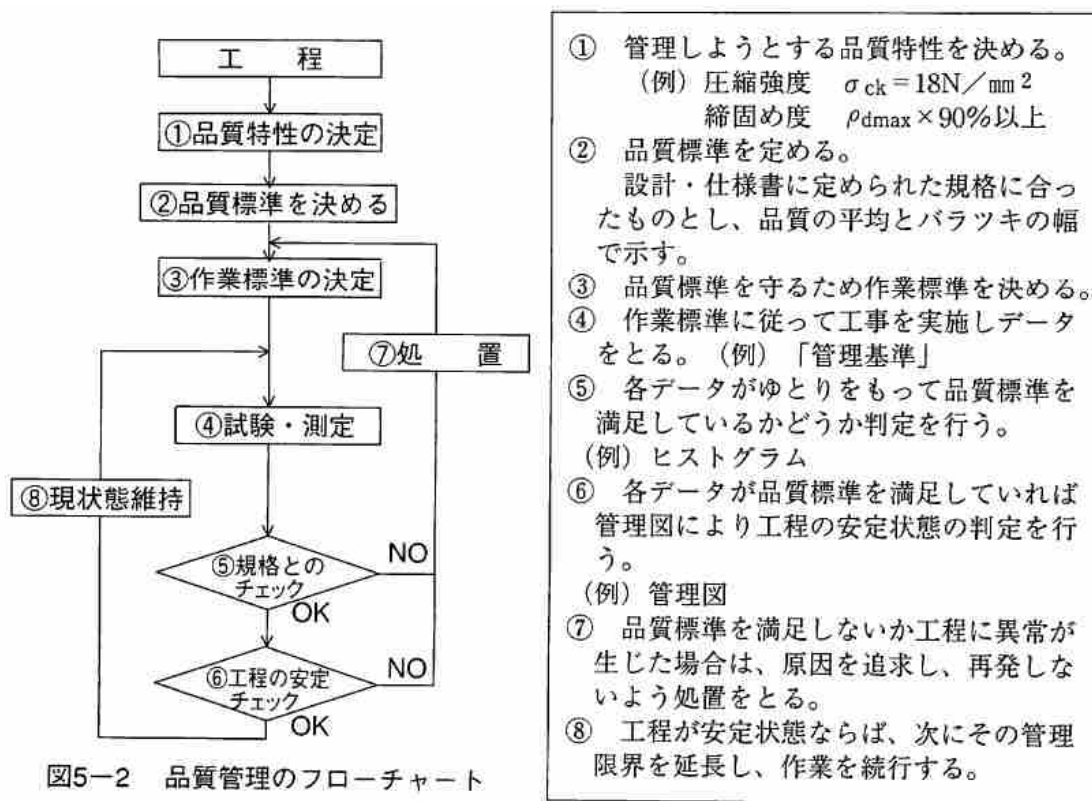 工 程
①品質特性の決定
②品質標準を決める
③作業標準の決定
⑦処 置
④試験・測定
⑧現状態維持
⑤規格との
チェック
NO
OK
⑥工程の安定
チェック
NO
OK
図5−2 品質管理のフローチャート
① 管理しようとする品質特性を決める。
(例)圧縮強度 σck=18N/㎜²
締固め度 ρdmax×90%以上
② 品質標準を定める。
設計・仕様書に定められた規格に合っ
たものとし、品質の平均とバラツキの幅
で示す。
③ 品質標準を守るため作業標準を決める。
④ 作業標準に従って工事を実施しデータ
をとる。(例)「管理基準」
⑤ 各データがゆとりをもって品質標準を
満足しているかどうか判定を行う。
(例)ヒストグラム
⑥ 各データが品質標準を満足していれば
管理図により工程の安定状態の判定を行
う。
(例)管理図
⑦ 品質標準を満足しないか工程に異常が
生じた場合は、原因を追求し、再発しな
いよう処置をとる。
⑧ 工程が安定状態ならば、次にその管理
限界を延長し、作業を続行する。